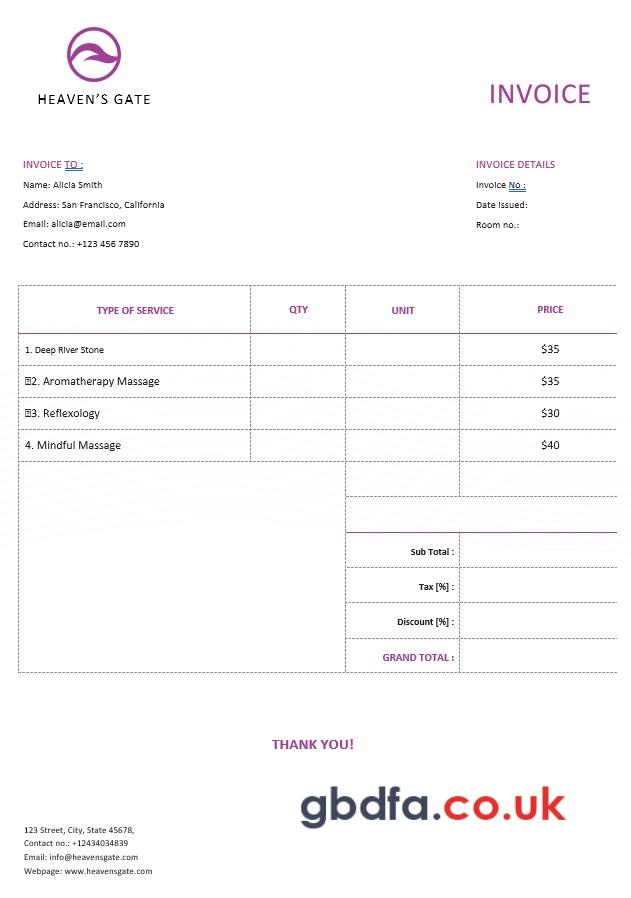 HEAVEN'S GATE
INVOICE
INVOICE TO :
Name: Alicia Smith
Address: San Francisco, California
Email: alicia@email.com
Contact no.: +123 456 7890
INVOICE DETAILS
Invoice No :
Date Issued:
Room no.:
TYPE OF SERVICE QTY UNIT PRICE
1. Deep River Stone $35
2. Aromatherapy Massage $35
3. Reflexology $30
4. Mindful Massage $40
Sub Total :
Tax [%] :
Discount [%] :
GRAND TOTAL :
THANK YOU!
gbdfa.co.uk
123 Street, City, State 45678,
Contact no.: +12434034839
Email: info@heavensgate.com
Webpage: www.heavensgate.com